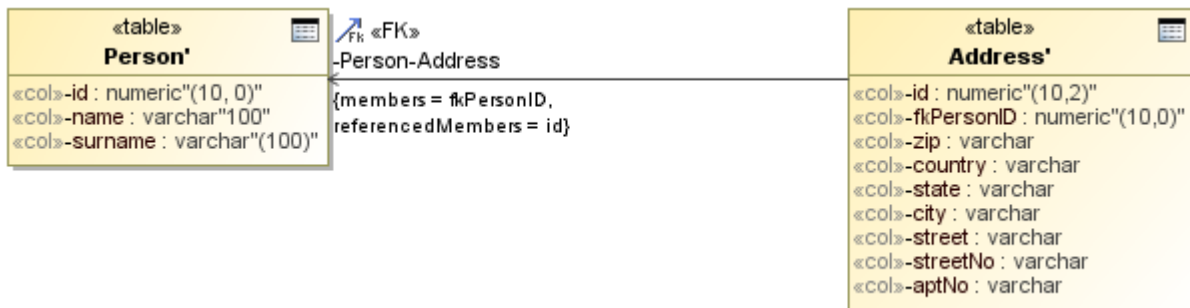 «table»
Person'
«col»-id : numeric"(10, 0)"
«col»-name : varchar"100"
«col»-surname : varchar"(100)"
Fk «FK»
-Person-Address
{members = fkPersonID,
referencedMembers = id}
«table»
Address'
«col»-id : numeric"(10,2)"
«col»-fkPersonID : numeric"(10,0)"
«col»-zip : varchar
«col»-country : varchar
«col»-state : varchar
«col»-city : varchar
«col»-street : varchar
«col»-streetNo : varchar
«col»-aptNo : varchar